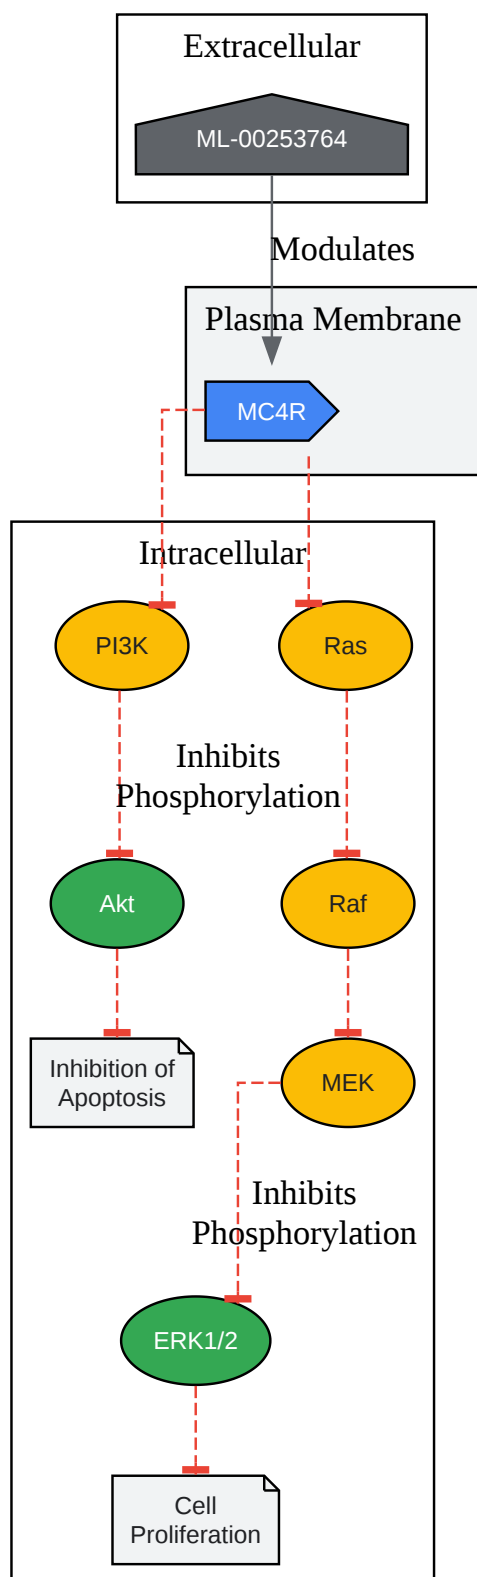 Extracellular
ML-00253764
Modulates
Plasma Membrane
MC4R
Intracellular
PI3K
Ras
Inhibits
Phosphorylation
Akt
Raf
Inhibition of
Apoptosis
MEK
Inhibits
Phosphorylation
ERK1/2
Cell
Proliferation